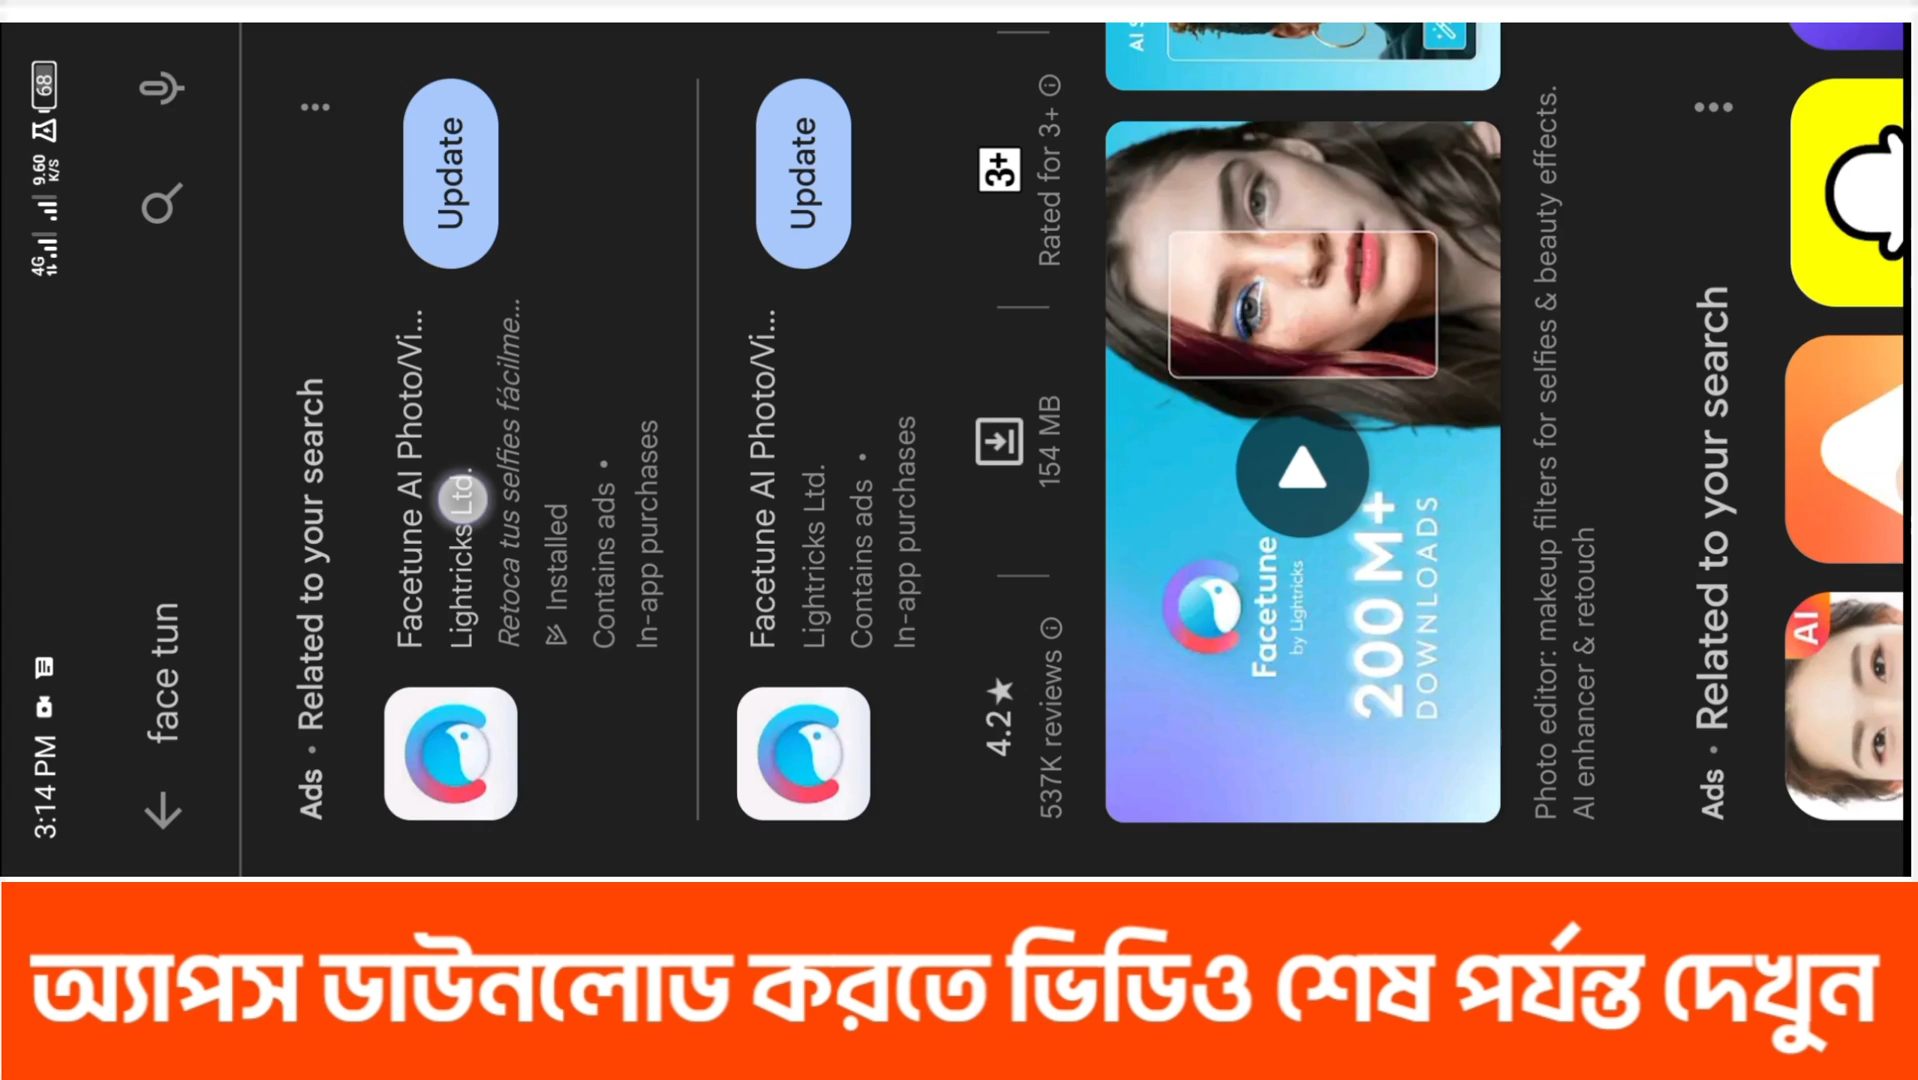 3:14 PM
4G 9.60 K/S 68
face tun
Ads • Related to your search
Facetune AI Photo/Vi...
Lightricks Ltd.
Retoca tus selfies fácilme...
Installed
Contains ads •
In-app purchases
Update
Facetune AI Photo/Vi...
Lightricks Ltd.
Contains ads •
In-app purchases
Update
4.2★
537K reviews
154 MB
3+
Rated for 3+
Facetune
by Lightricks
200 M+
DOWNLOADS
Photo editor: makeup filters for selfies & beauty effects.
AI enhancer & retouch
Ads • Related to your search
AI
অ্যাপস ডাউনলোড করতে ভিডিও শেষ পর্যন্ত দেখুন